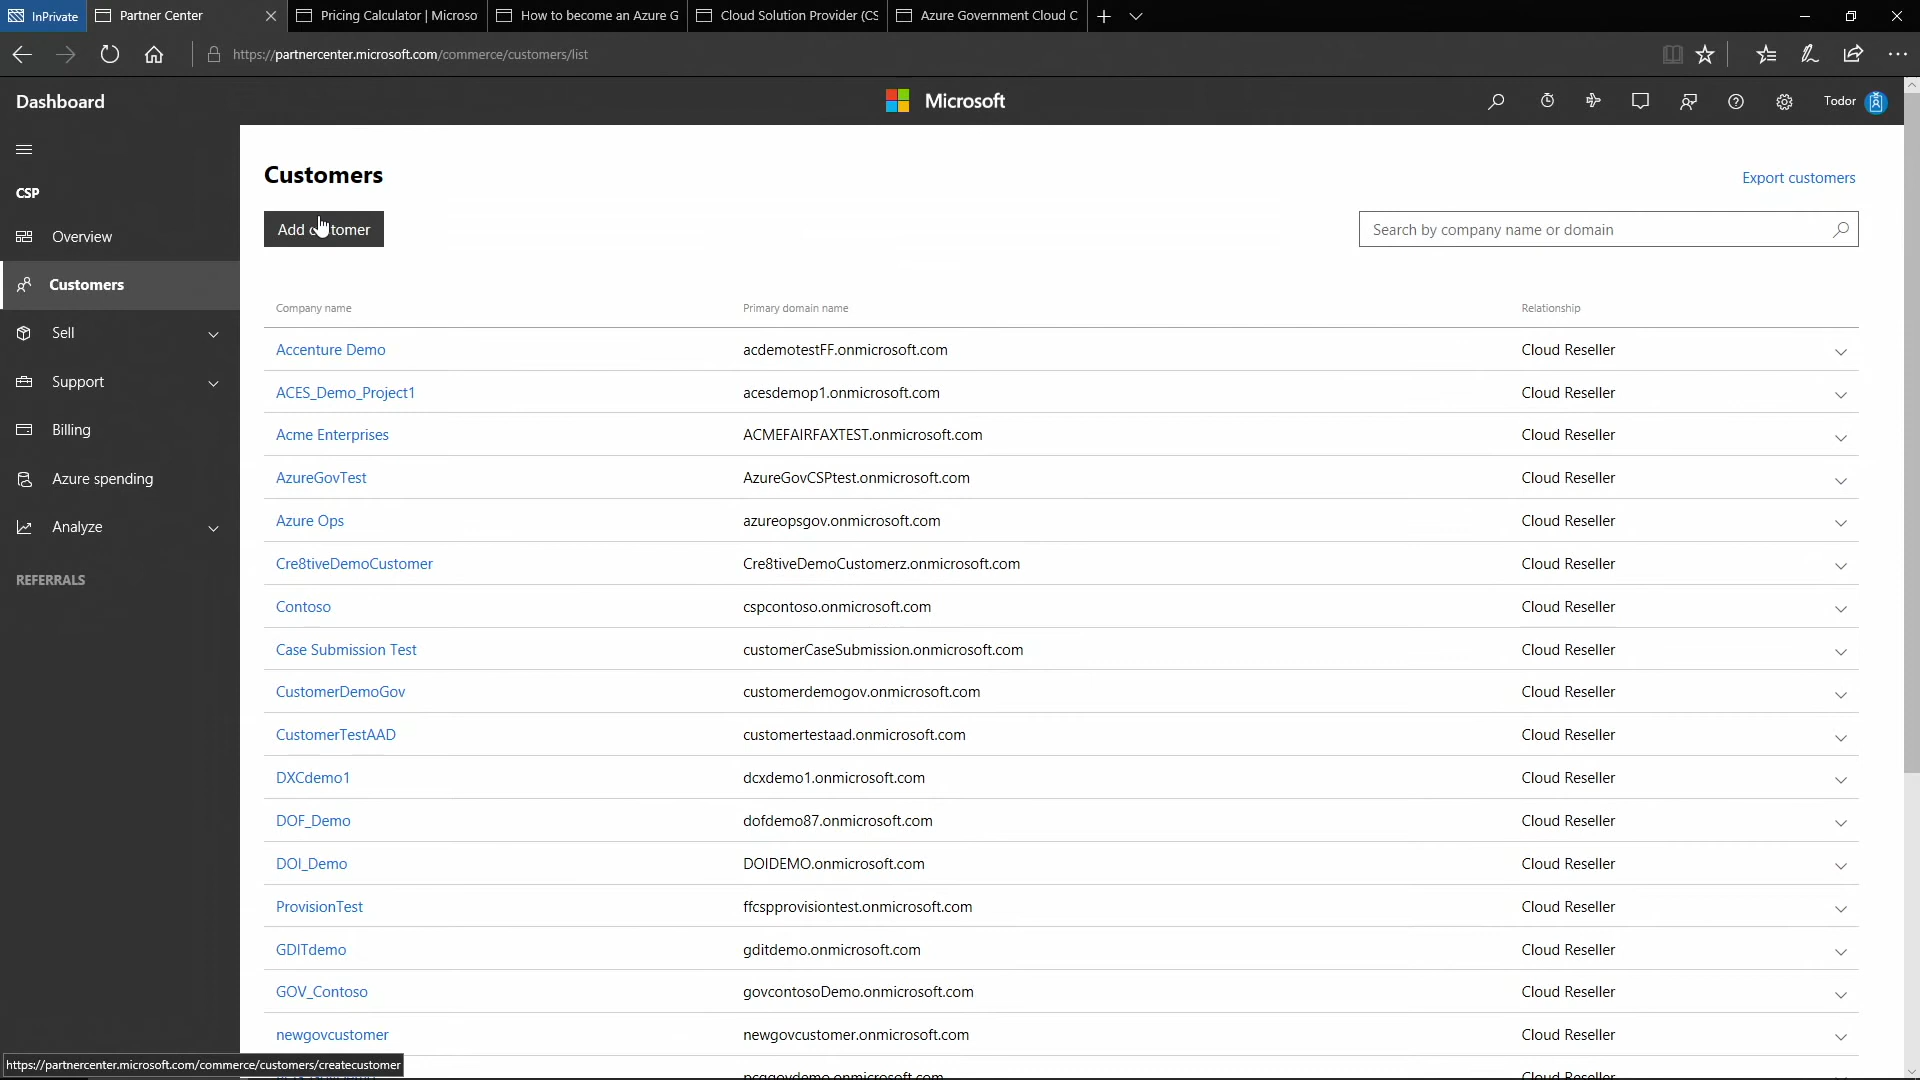 InPrivate
Partner Center
Pricing Calculator | Microso
How to become an Azure G
Cloud Solution Provider (CS
Azure Government Cloud C
https://partnercenter.microsoft.com/commerce/customers/list
Dashboard
Microsoft
Todor
CSP
Overview
Customers
Sell
Support
Billing
Azure spending
Analyze
REFERRALS
Customers
Export customers
Add customer
Search by company name or domain
Company name Primary domain name Relationship
Accenture Demo acdemotestFF.onmicrosoft.com Cloud Reseller
ACES_Demo_Project1 acesdemop1.onmicrosoft.com Cloud Reseller
Acme Enterprises ACMEFAIRFAXTEST.onmicrosoft.com Cloud Reseller
AzureGovTest AzureGovCSPtest.onmicrosoft.com Cloud Reseller
Azure Ops azureopsgov.onmicrosoft.com Cloud Reseller
Cre8tiveDemoCustomer Cre8tiveDemoCustomerz.onmicrosoft.com Cloud Reseller
Contoso cspcontoso.onmicrosoft.com Cloud Reseller
Case Submission Test customerCaseSubmission.onmicrosoft.com Cloud Reseller
CustomerDemoGov customerdemogov.onmicrosoft.com Cloud Reseller
CustomerTestAAD customertestaad.onmicrosoft.com Cloud Reseller
DXCdemo1 dcxdemo1.onmicrosoft.com Cloud Reseller
DOF_Demo dofdemo87.onmicrosoft.com Cloud Reseller
DOI_Demo DOIDEMO.onmicrosoft.com Cloud Reseller
ProvisionTest ffcspprovisiontest.onmicrosoft.com Cloud Reseller
GDITdemo gditdemo.onmicrosoft.com Cloud Reseller
GOV_Contoso govcontosoDemo.onmicrosoft.com Cloud Reseller
newgovcustomer newgovcustomer.onmicrosoft.com Cloud Reseller
Cloud Reseller
https://partnercenter.microsoft.com/commerce/customers/createcustomer